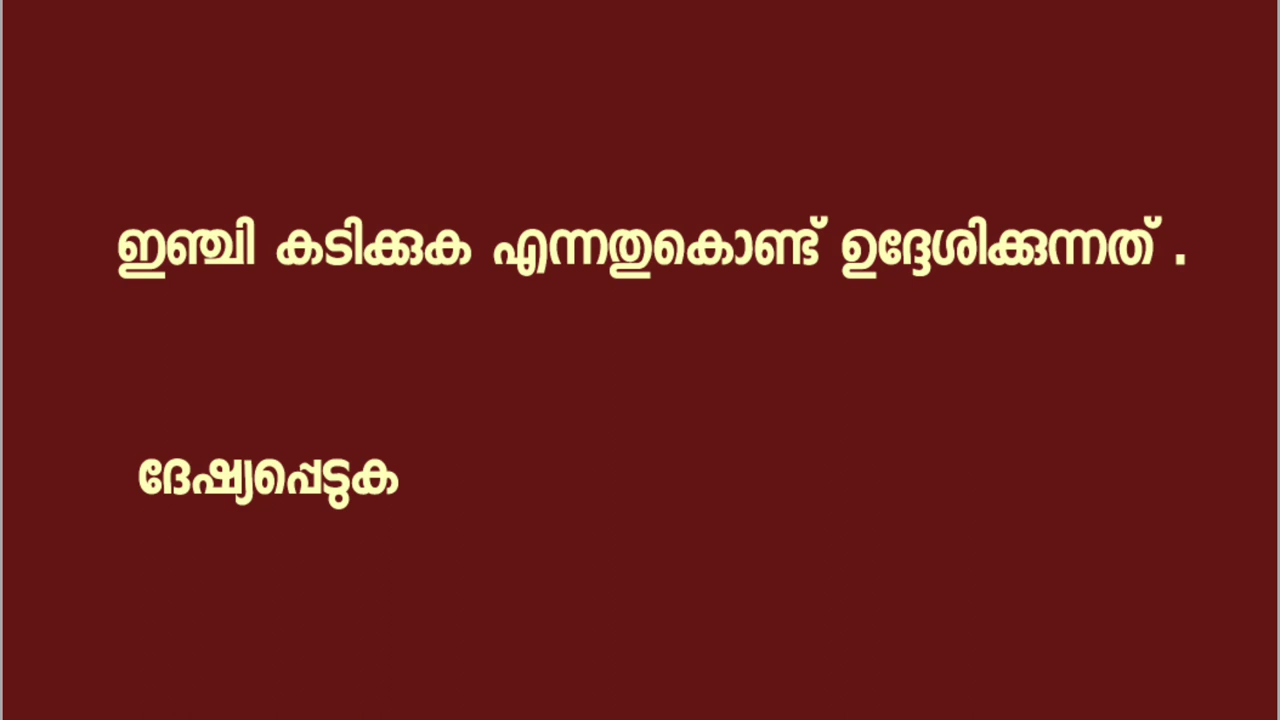 ഇഞ്ചി കടിക്കുക എന്നതുകൊണ്ട് ഉദ്ദേശിക്കുന്നത് .
ദേഷ്യപ്പെടുക